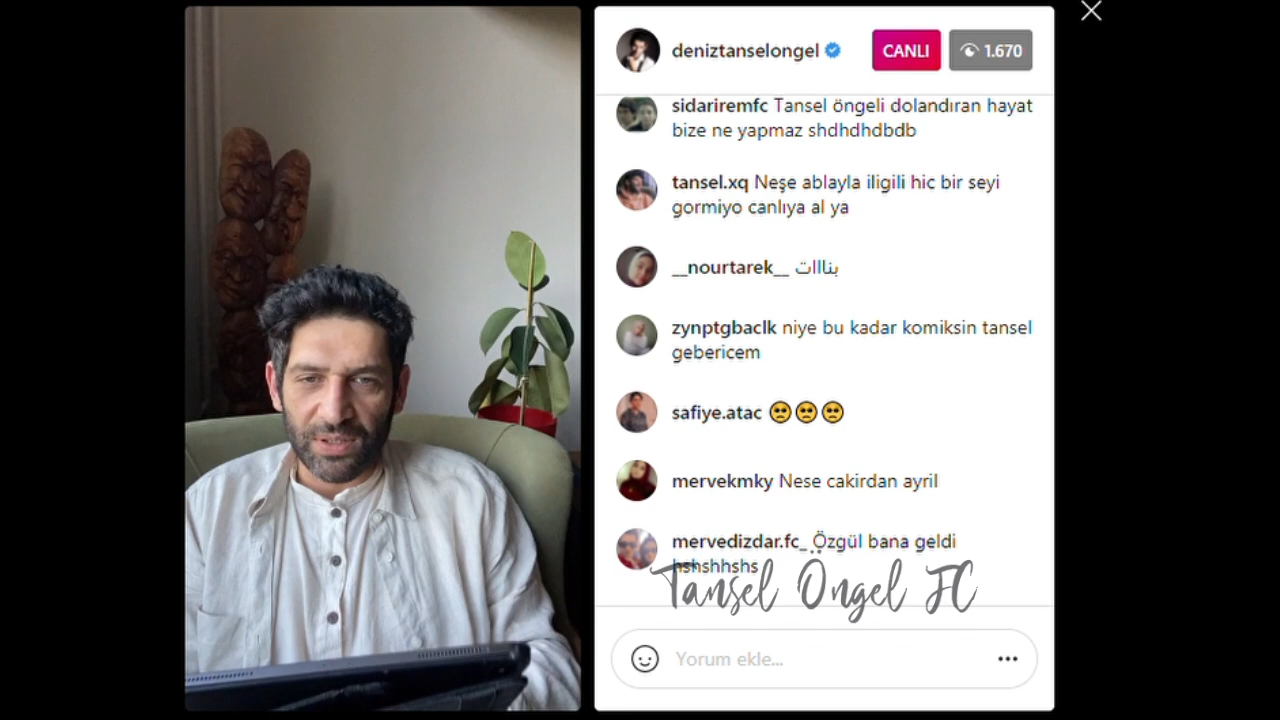 deniztanselongel
CANLI
1.670
sidariremfc Tansel öngeli dolandıran hayat
bize ne yapmaz shdhdhdbdb
tansel.xq Neşe ablayla iligili hic bir seyi
gormiyo canlıya al ya
__nourtarek__ بنااات
zynptgbaclk niye bu kadar komiksin tansel
gebericem
safiye.atac 🥺🥺🥺
mervekmky Nese cakirdan ayril
mervedizdar.fc_ Özgül bana geldi
hshshhshs
Tansel Öngel FC
Yorum ekle...